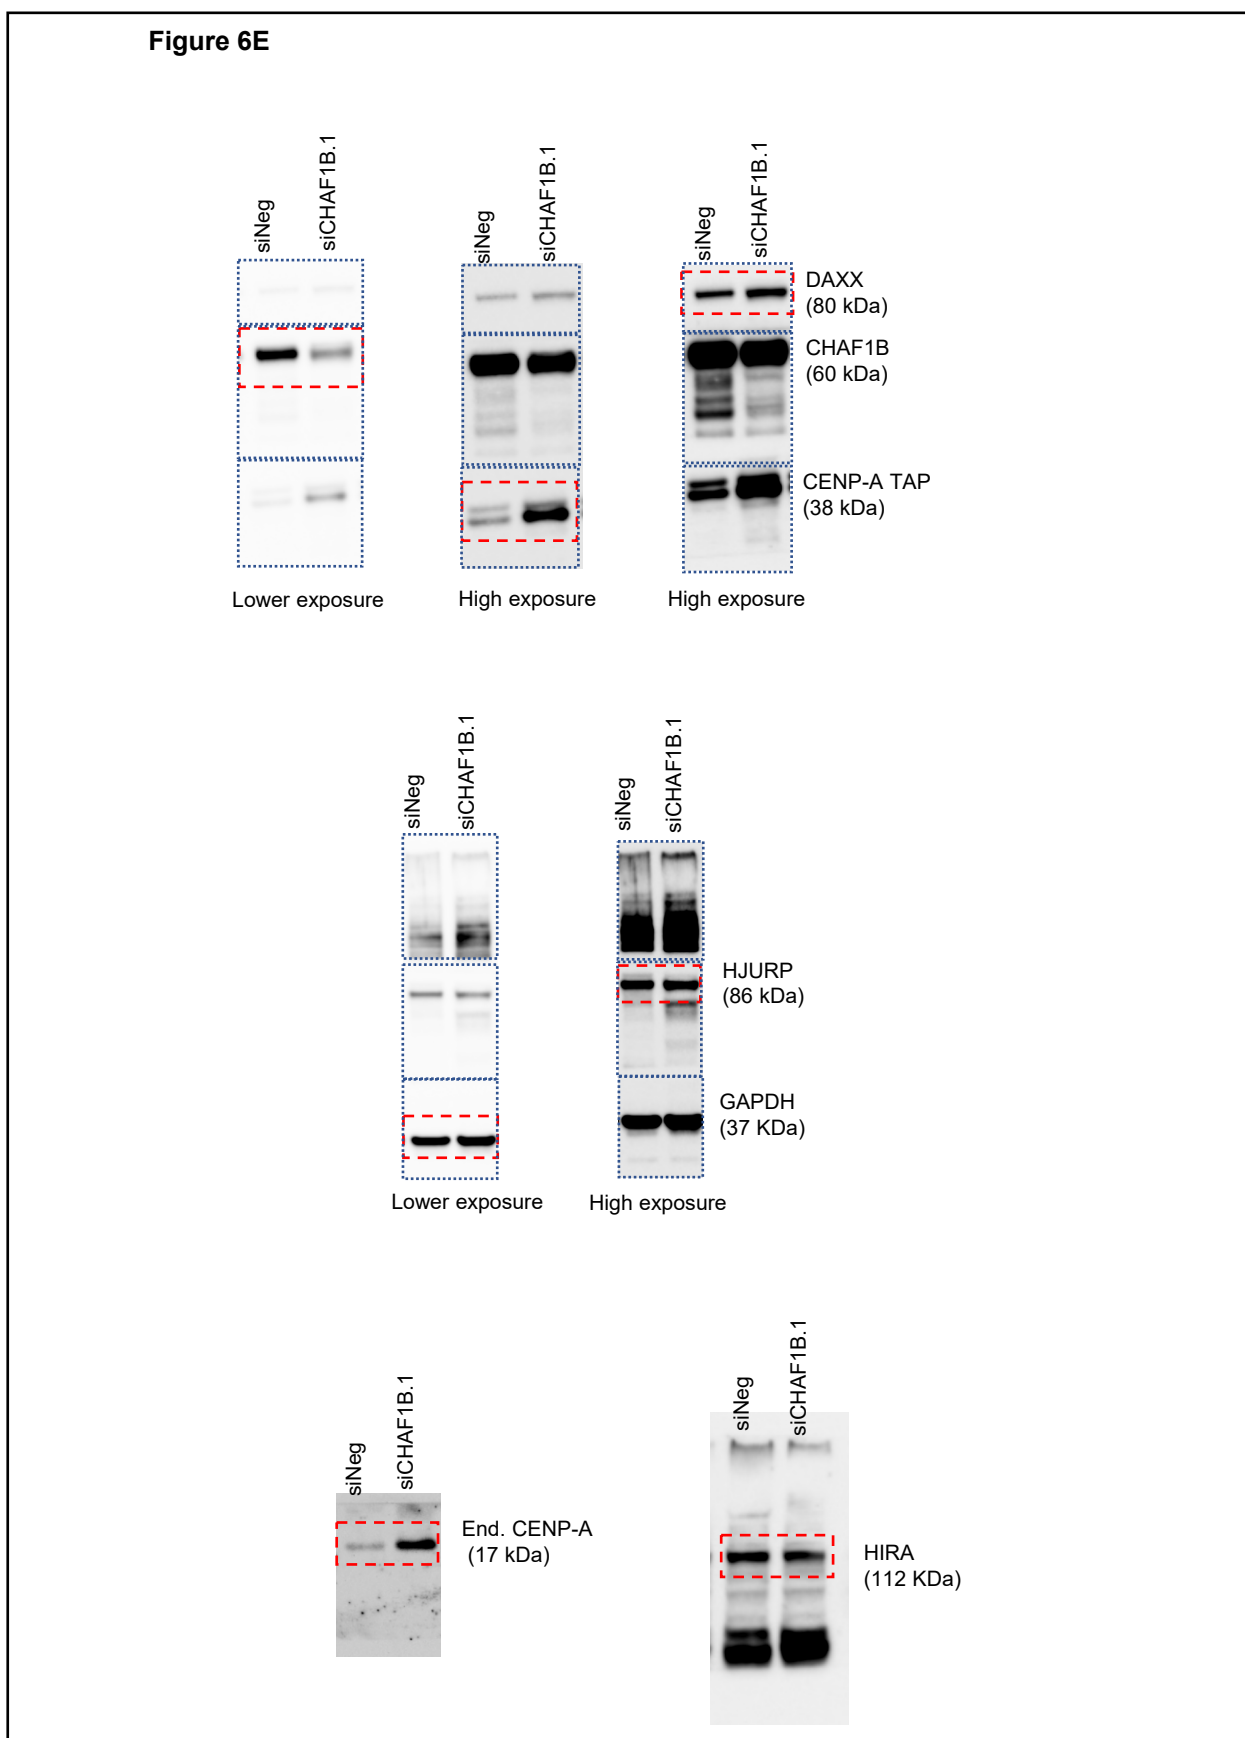 Figure 6E
siNeg
siCHAF1B.1
siNeg
siCHAF1B.1
siNeg
siCHAF1B.1
DAXX
(80 kDa)
CHAF1B
(60 kDa)
CENP-A TAP
(38 kDa)
Lower exposure
High exposure
High exposure
siNeg
siCHAF1B.1
siNeg
siCHAF1B.1
HJURP
(86 kDa)
GAPDH
(37 KDa)
Lower exposure
High exposure
siNeg
siCHAF1B.1
End. CENP-A
(17 kDa)
siNeg
siCHAF1B.1
HIRA
(112 KDa)